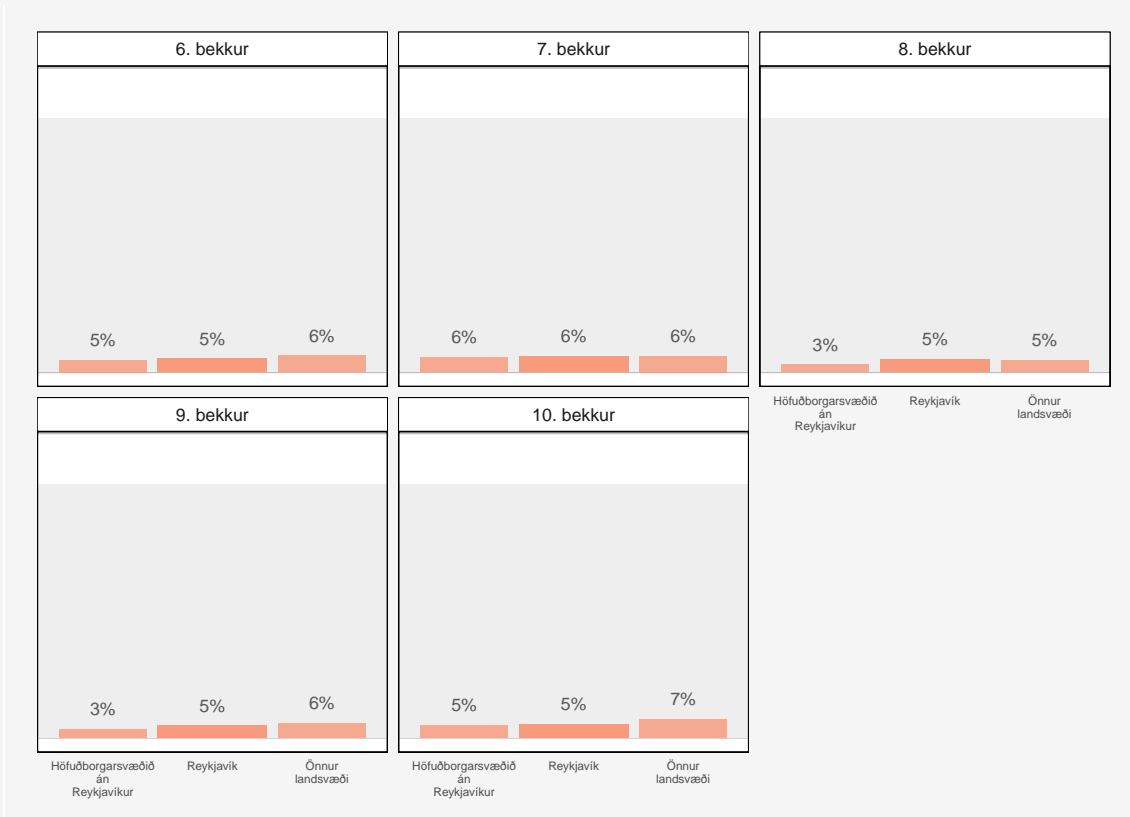 6. bekkur
7. bekkur
8. bekkur
5%
5%
6%
6%
6%
6%
3%
5%
5%
Höfuðborgarsvæðið
án
Reykjavíkur
Reykjavík
Önnur
landsvæði
9. bekkur
10. bekkur
3%
5%
6%
5%
5%
7%
Höfuðborgarsvæðið
án
Reykjavíkur
Reykjavík
Önnur
landsvæði
Höfuðborgarsvæðið
án
Reykjavíkur
Reykjavík
Önnur
landsvæði